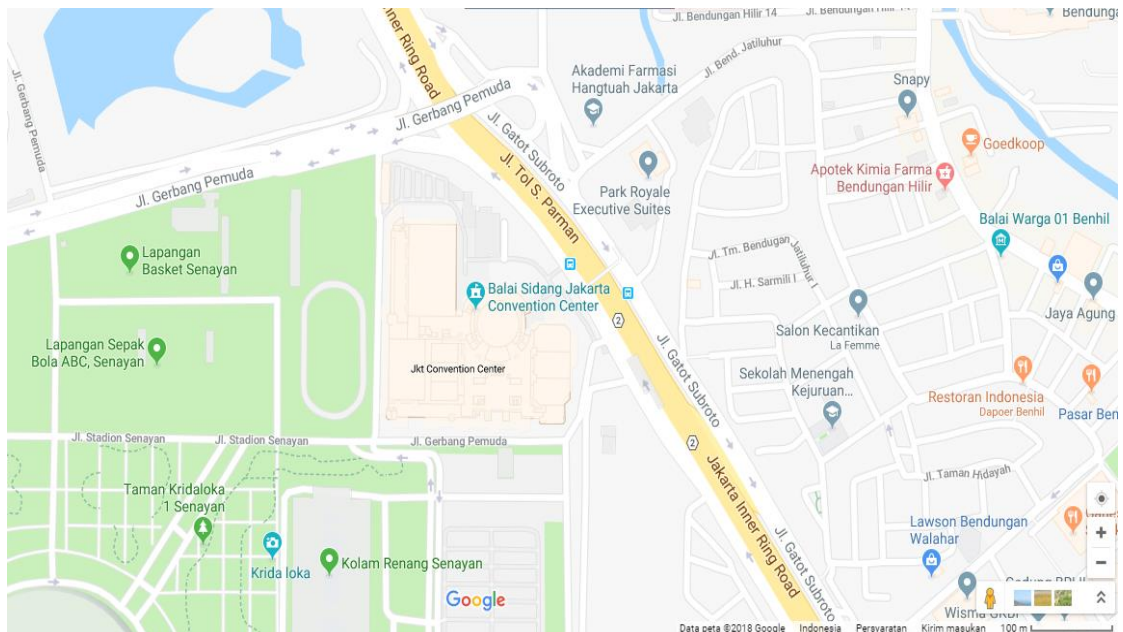 Jl. Bendungan Hilir 14
Jl. Bendungan Hilir 14
Bendunga
Inner Ring Road
Jl. Gerbang Pemuda
Akademi Farmasi
Hangtuah Jakarta
Jl. Bend. Jatiluhur
Snapy
Jl. Gerbang Pemuda
Jl. Gatot Subroto
Goedkoop
Jl. Tol S. Parman
Apotek Kimia Farma
Bendungan Hilir
Jl. Gerbang Pemuda
Park Royale
Executive Suites
Balai Warga 01 Benhil
Lapangan
Basket Senayan
Jl. Tm. Bendugan
Jatiluhur I
Jl. H. Sarmili I
Balai Sidang Jakarta
Convention Center
2
Jaya Agung
Salon Kecantikan
La Femme
Lapangan Sepak
Bola ABC, Senayan
Jl. Gatot Subroto
Jkt Convention Center
Sekolah Menengah
Kejuruan...
Restoran Indonesia
Dapoer Benhil
Pasar Ben
Jl. Stadion Senayan
Jl. Stadion Senayan
Jl. Gerbang Pemuda
2
Jakarta Inner Ring Road
Jl. Taman Hidayah
Taman Kridaloka
1 Senayan
Lawson Bendungan
Walahar
Jl. Gatot Subroto
Krida loka
Kolam Renang Senayan
Google
Wisma GKBI
Data peta ©2018 Google
Indonesia
Persyaratan
Kirim masukan
100 m